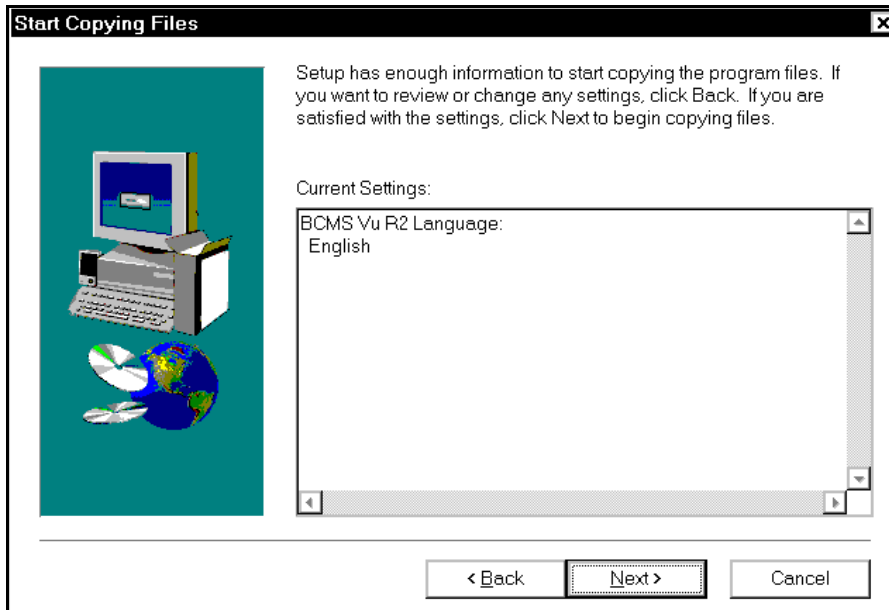 Start Copying Files
Setup has enough information to start copying the program files. If
you want to review or change any settings, click Back. If you are
satisfied with the settings, click Next to begin copying files.
Current Settings:
BCMS Vu R2 Language:
English
< Back
Next >
Cancel